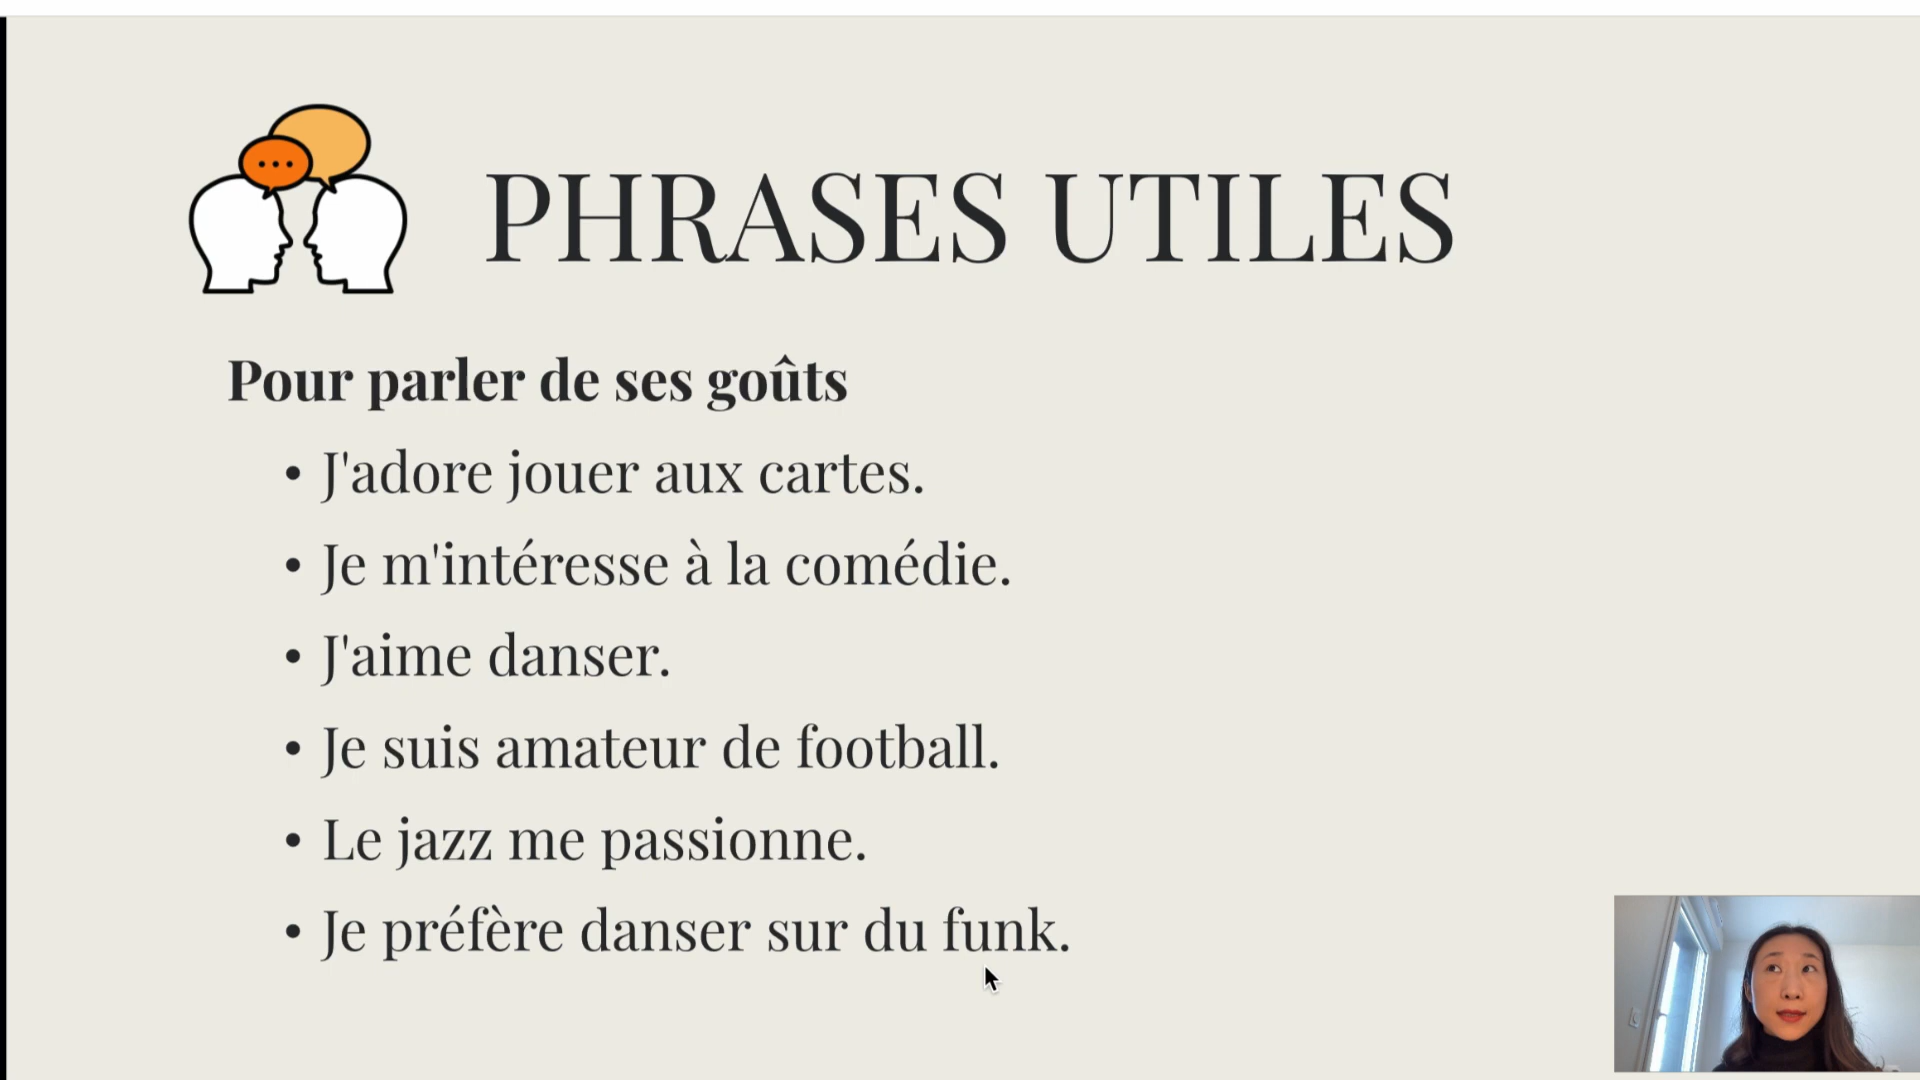 PHRASES UTILES
Pour parler de ses goûts
• J'adore jouer aux cartes.
• Je m'intéresse à la comédie.
• J'aime danser.
• Je suis amateur de football.
• Le jazz me passionne.
• Je préfère danser sur du funk.